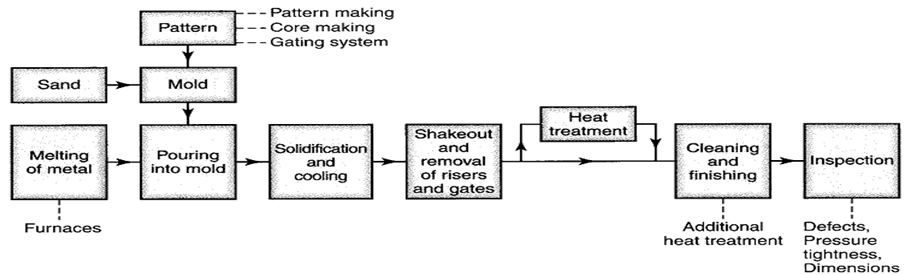 Pattern
Pattern making
Core making
Gating system
Sand
Mold
Melting
of metal
Pouring
into mold
Solidification
and
cooling
Shakeout
and
removal
of risers
and gates
Heat
treatment
Cleaning
and
finishing
Inspection
Furnaces
Additional
heat treatment
Defects,
Pressure
tightness,
Dimensions